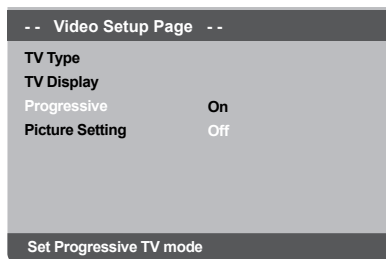 - - Video Setup Page - -
TV Type
TV Display
Progressive On
Picture Setting Off
Set Progressive TV mode